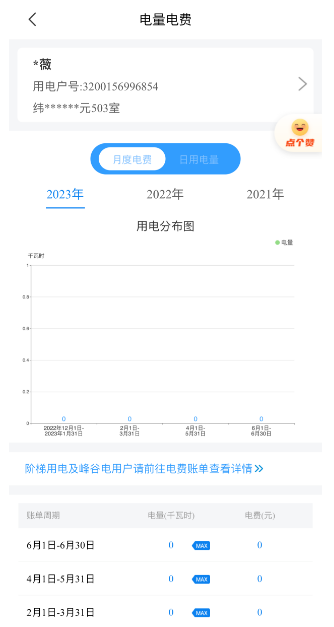 电量电费
*薇
用电户号:3200156996854
纬******元503室
点个赞
月度电费 日用电量
2023年 2022年 2021年
用电分布图
电量
千瓦时
1
0.8
0.6
0.4
0.2
0
0 0 0 0
2022年12月1日-
2023年1月31日
2月1日-
3月31日
4月1日-
5月31日
6月1日-
6月30日
阶梯用电及峰谷电用户请前往电费账单查看详情
账单周期 电量(千瓦时) 电费(元)
6月1日-6月30日 0 MAX 0
4月1日-5月31日 0 MAX 0
2月1日-3月31日 0 MAX 0